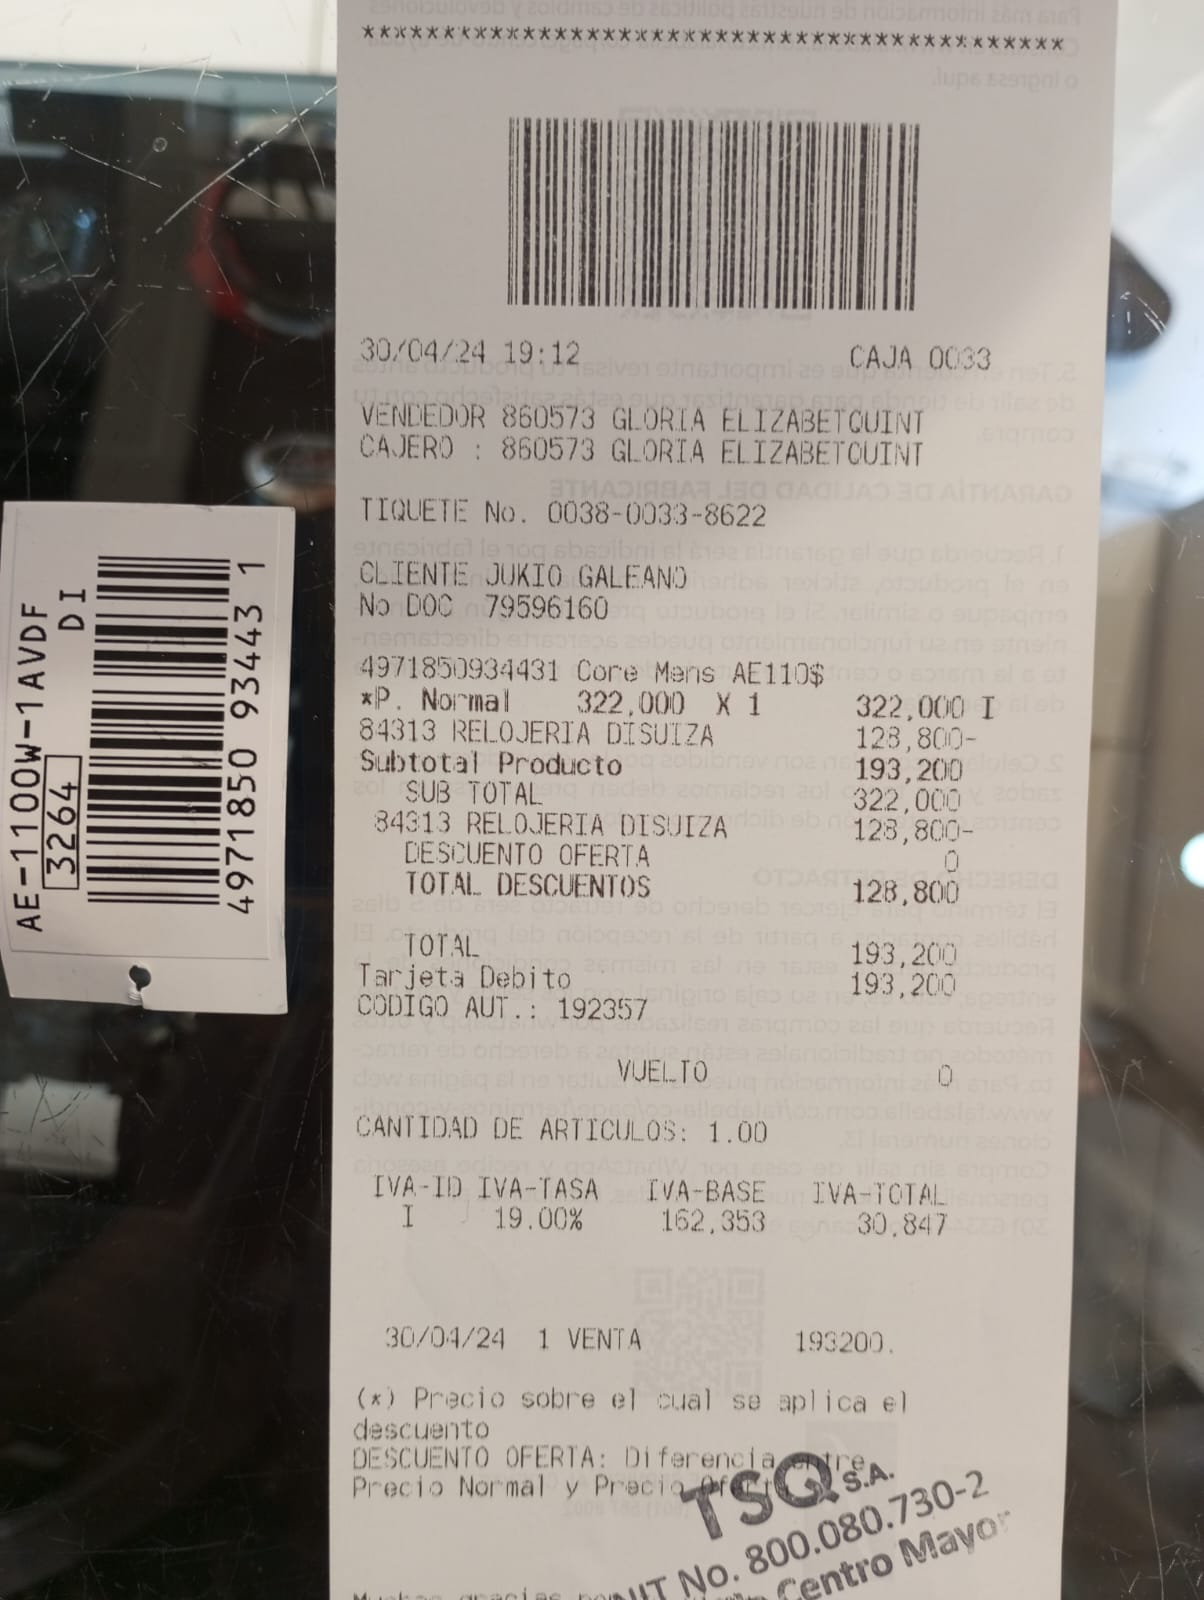 ********************************************
30/04/24 19:12 CAJA 0033
VENDEDOR 860573 GLORIA ELIZABETQUINT
CAJERO : 860573 GLORIA ELIZABETQUINT
TIQUETE No. 0038-0033-8622
CLIENTE JUKIO GALEANO
No DOC 79596160
4971850934431 Core Mens AE110$
*P. Normal 322,000 X 1 322,000 I
84313 RELOJERIA DISUIZA 128,800-
Subtotal Producto 193,200
SUB TOTAL 322,000
84313 RELOJERIA DISUIZA 128,800-
DESCUENTO OFERTA 0
TOTAL DESCUENTOS 128,800
TOTAL 193,200
Tarjeta Debito 193,200
CODIGO AUT.: 192357
VUELTO 0
CANTIDAD DE ARTICULOS: 1.00
IVA-ID IVA-TASA IVA-BASE IVA-TOTAL
I 19.00% 162,353 30,847
30/04/24 1 VENTA 193200.
(*) Precio sobre el cual se aplica el
descuento
DESCUENTO OFERTA: Diferencia entre
Precio Normal y Precio Oferta
TSQ S.A.
NIT No. 800.080.730-2
Centro Mayor
Muchas gracias por
AE-1100W-1AVDF
DI
3264
4971850 93443 1